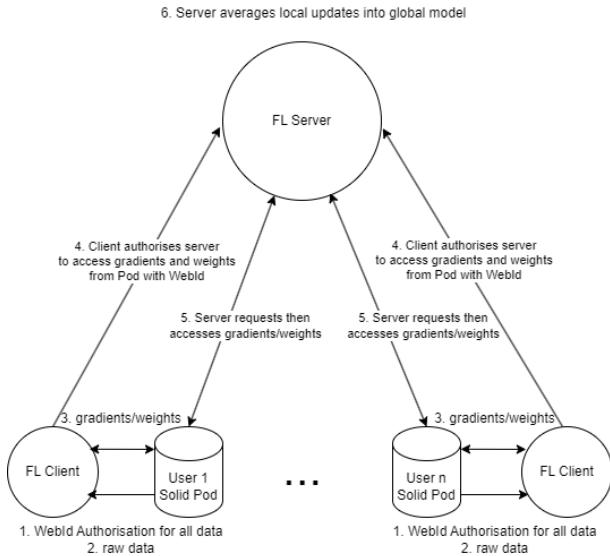 6. Server averages local updates into global model
FL Server
4. Client authorises server
to access gradients and weights
from Pod with WebId
4. Client authorises server
to access gradients and weights
from Pod with WebId
5. Server requests then
accesses gradients/weights
5. Server requests then
accesses gradients/weights
3. gradients/weights
3. gradients/weights
FL Client
User 1
Solid Pod
...
User n
Solid Pod
FL Client
1. WebId Authorisation for all data
2. raw data
1. WebId Authorisation for all data
2. raw data